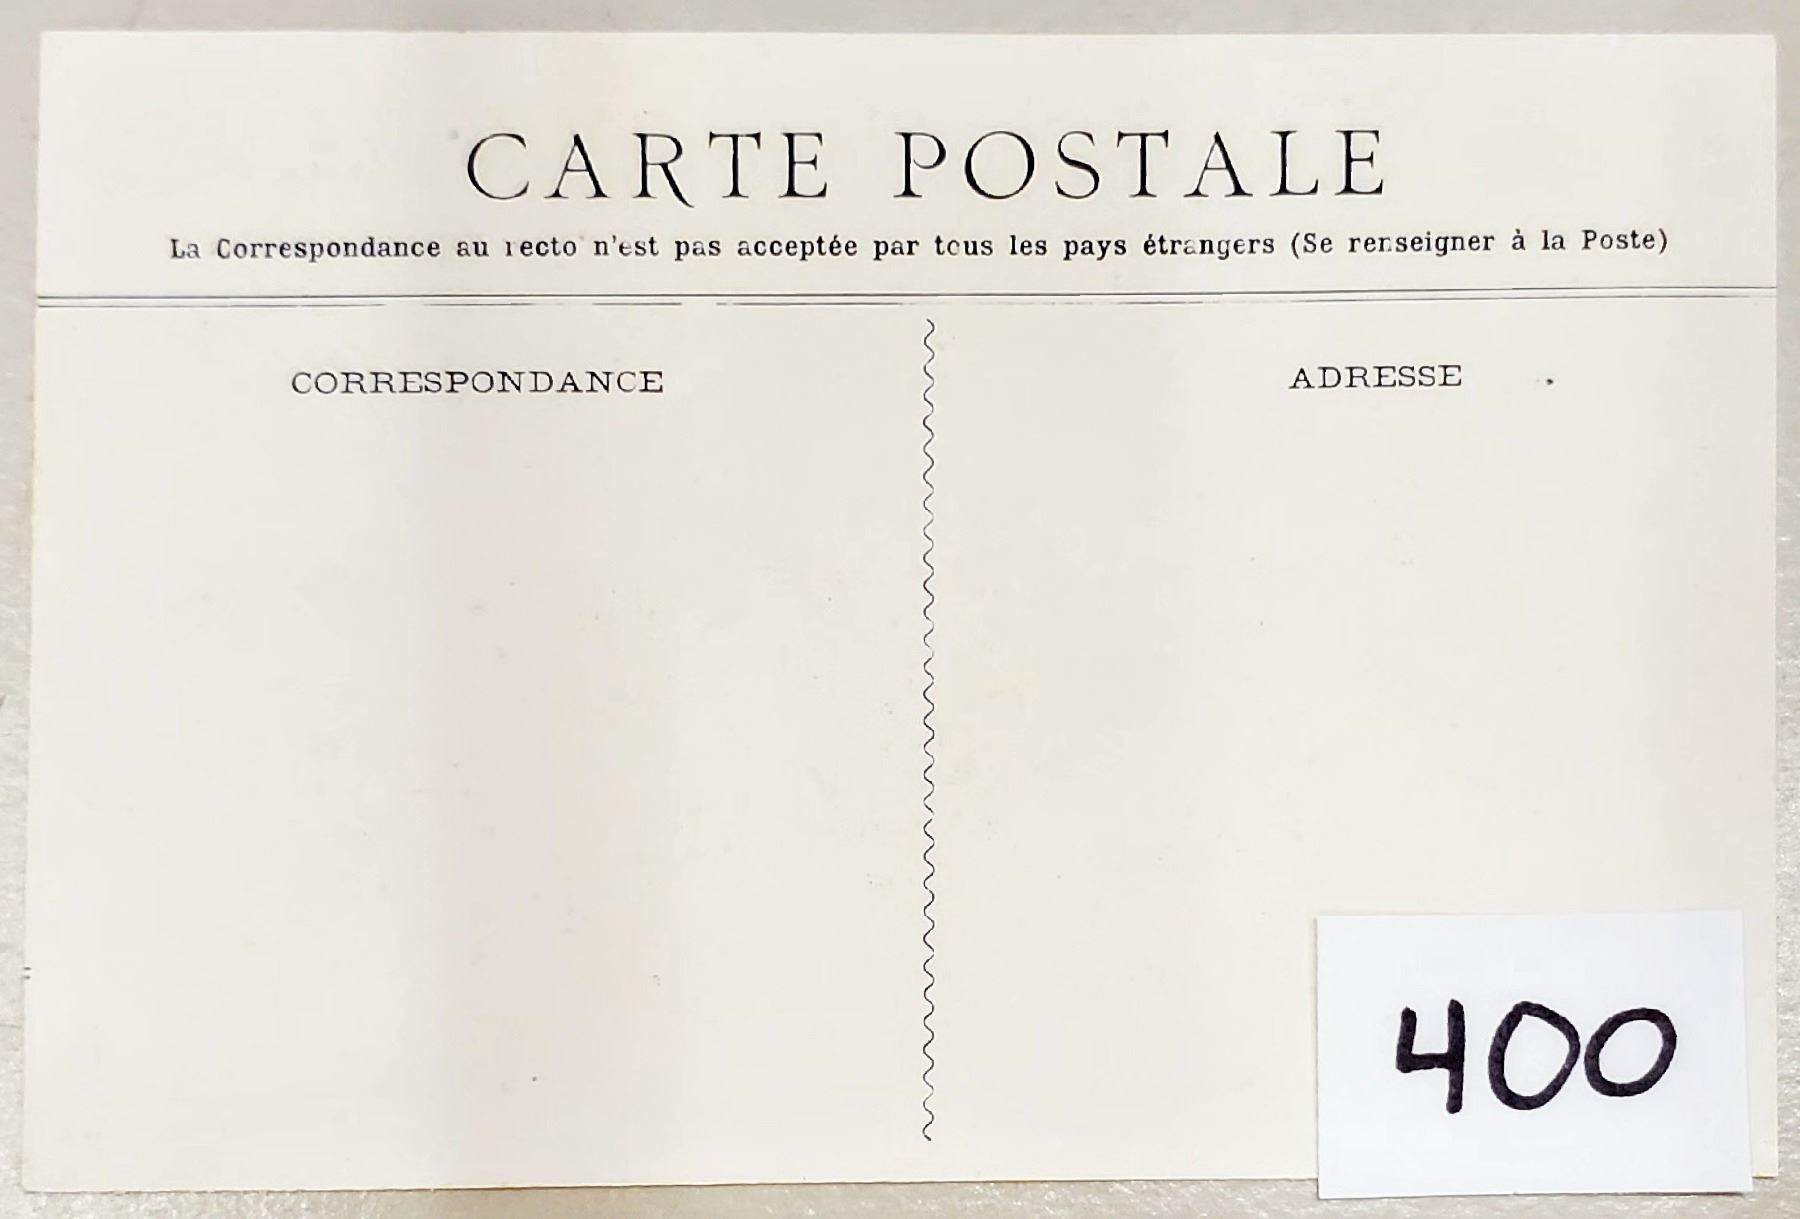 CARTE POSTALE
La Correspondance au recto n'est pas acceptée par tous les pays étrangers (Se renseigner à la Poste)
CORRESPONDANCE
ADRESSE
400